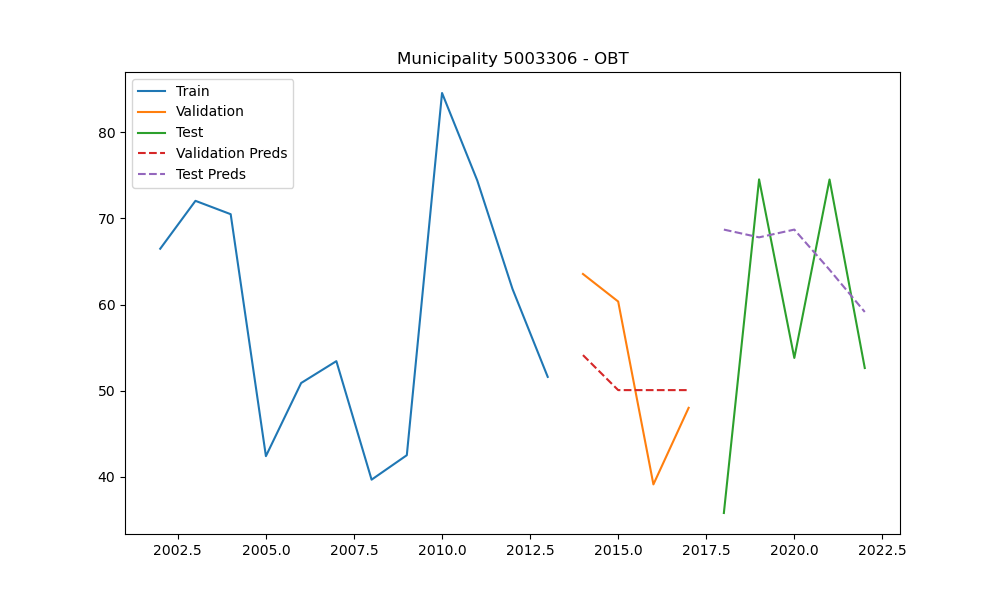 Municipality 5003306 - OBT
Train
Validation
Test
Validation Preds
Test Preds
80
70
60
50
40
2002.5 2005.0 2007.5 2010.0 2012.5 2015.0 2017.5 2020.0 2022.5